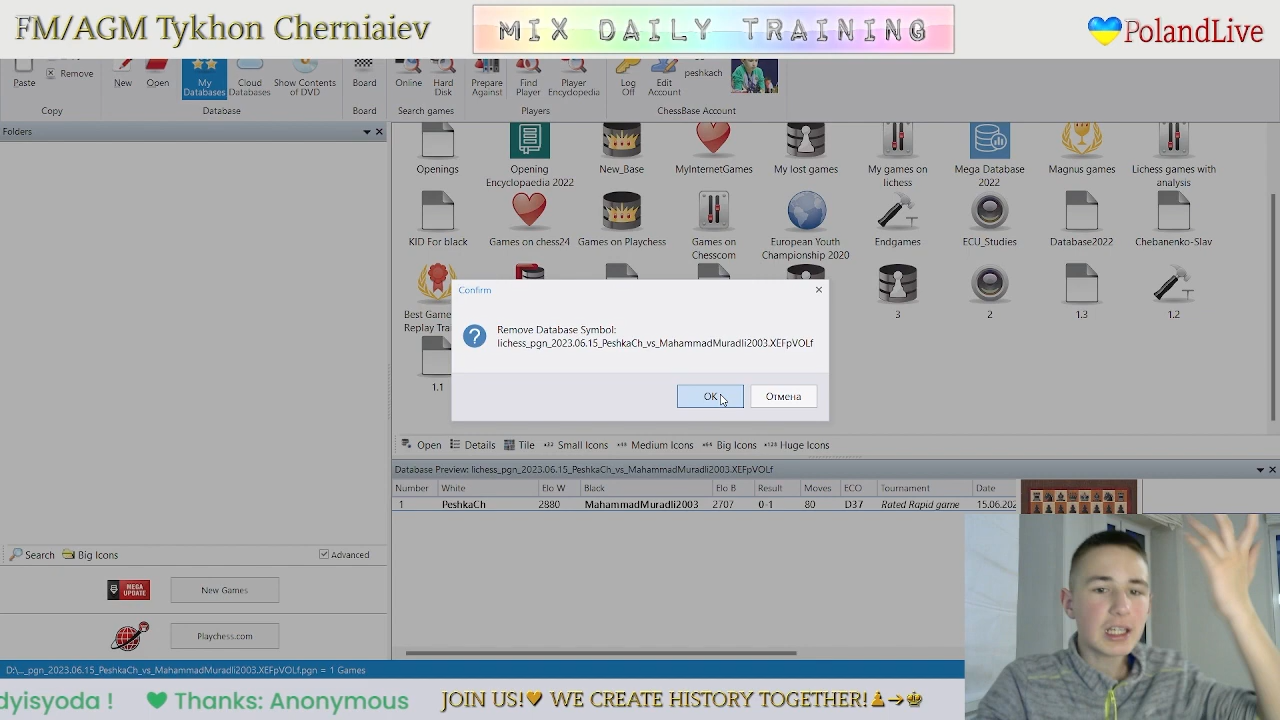 FM/AGM Tykhon Cherniaiev
MIX DAILY TRAINING
PolandLive
Paste
Remove
New
Open
My Databases
Cloud Databases
Show Contents of DVD
Board
Online
Hard Disk
Prepare Against
Find Player
Player Encyclopedia
Log Off
Edit Account
peshkach
Copy
Database
Board
Search games
Players
ChessBase Account
Folders
Openings
Opening Encyclopaedia 2022
New_Base
MyInternetGames
My lost games
My games on lichess
Mega Database 2022
Magnus games
Lichess games with analysis
KID For black
Games on chess24
Games on Playchess
Games on Chesscom
European Youth Championship 2020
Endgames
ECU_Studies
Database2022
Chebanenko-Slav
Best Game
Replay Tra
3
2
1.3
1.2
1.1
Confirm
Remove Database Symbol:
lichess_pgn_2023.06.15_PeshkaCh_vs_MahammadMuradli2003.XEFpVOLf
OK
Отмена
Open Details Tile Small Icons Medium Icons Big Icons Huge Icons
Database Preview: lichess_pgn_2023.06.15_PeshkaCh_vs_MahammadMuradli2003.XEFpVOLf
Number White Elo W Black Elo B Result Moves ECO Tournament Date
1 PeshkaCh 2880 MahammadMuradli2003 2707 0-1 80 D37 Rated Rapid game 15.06.202
Search Big Icons Advanced
MEGA UPDATE
New Games
Playchess.com
D:\..._pgn_2023.06.15_PeshkaCh_vs_MahammadMuradli2003.XEFpVOLf.pgn = 1 Games
dyisyoda ! Thanks: Anonymous
JOIN US!🧡 WE CREATE HISTORY TOGETHER!♟→♚